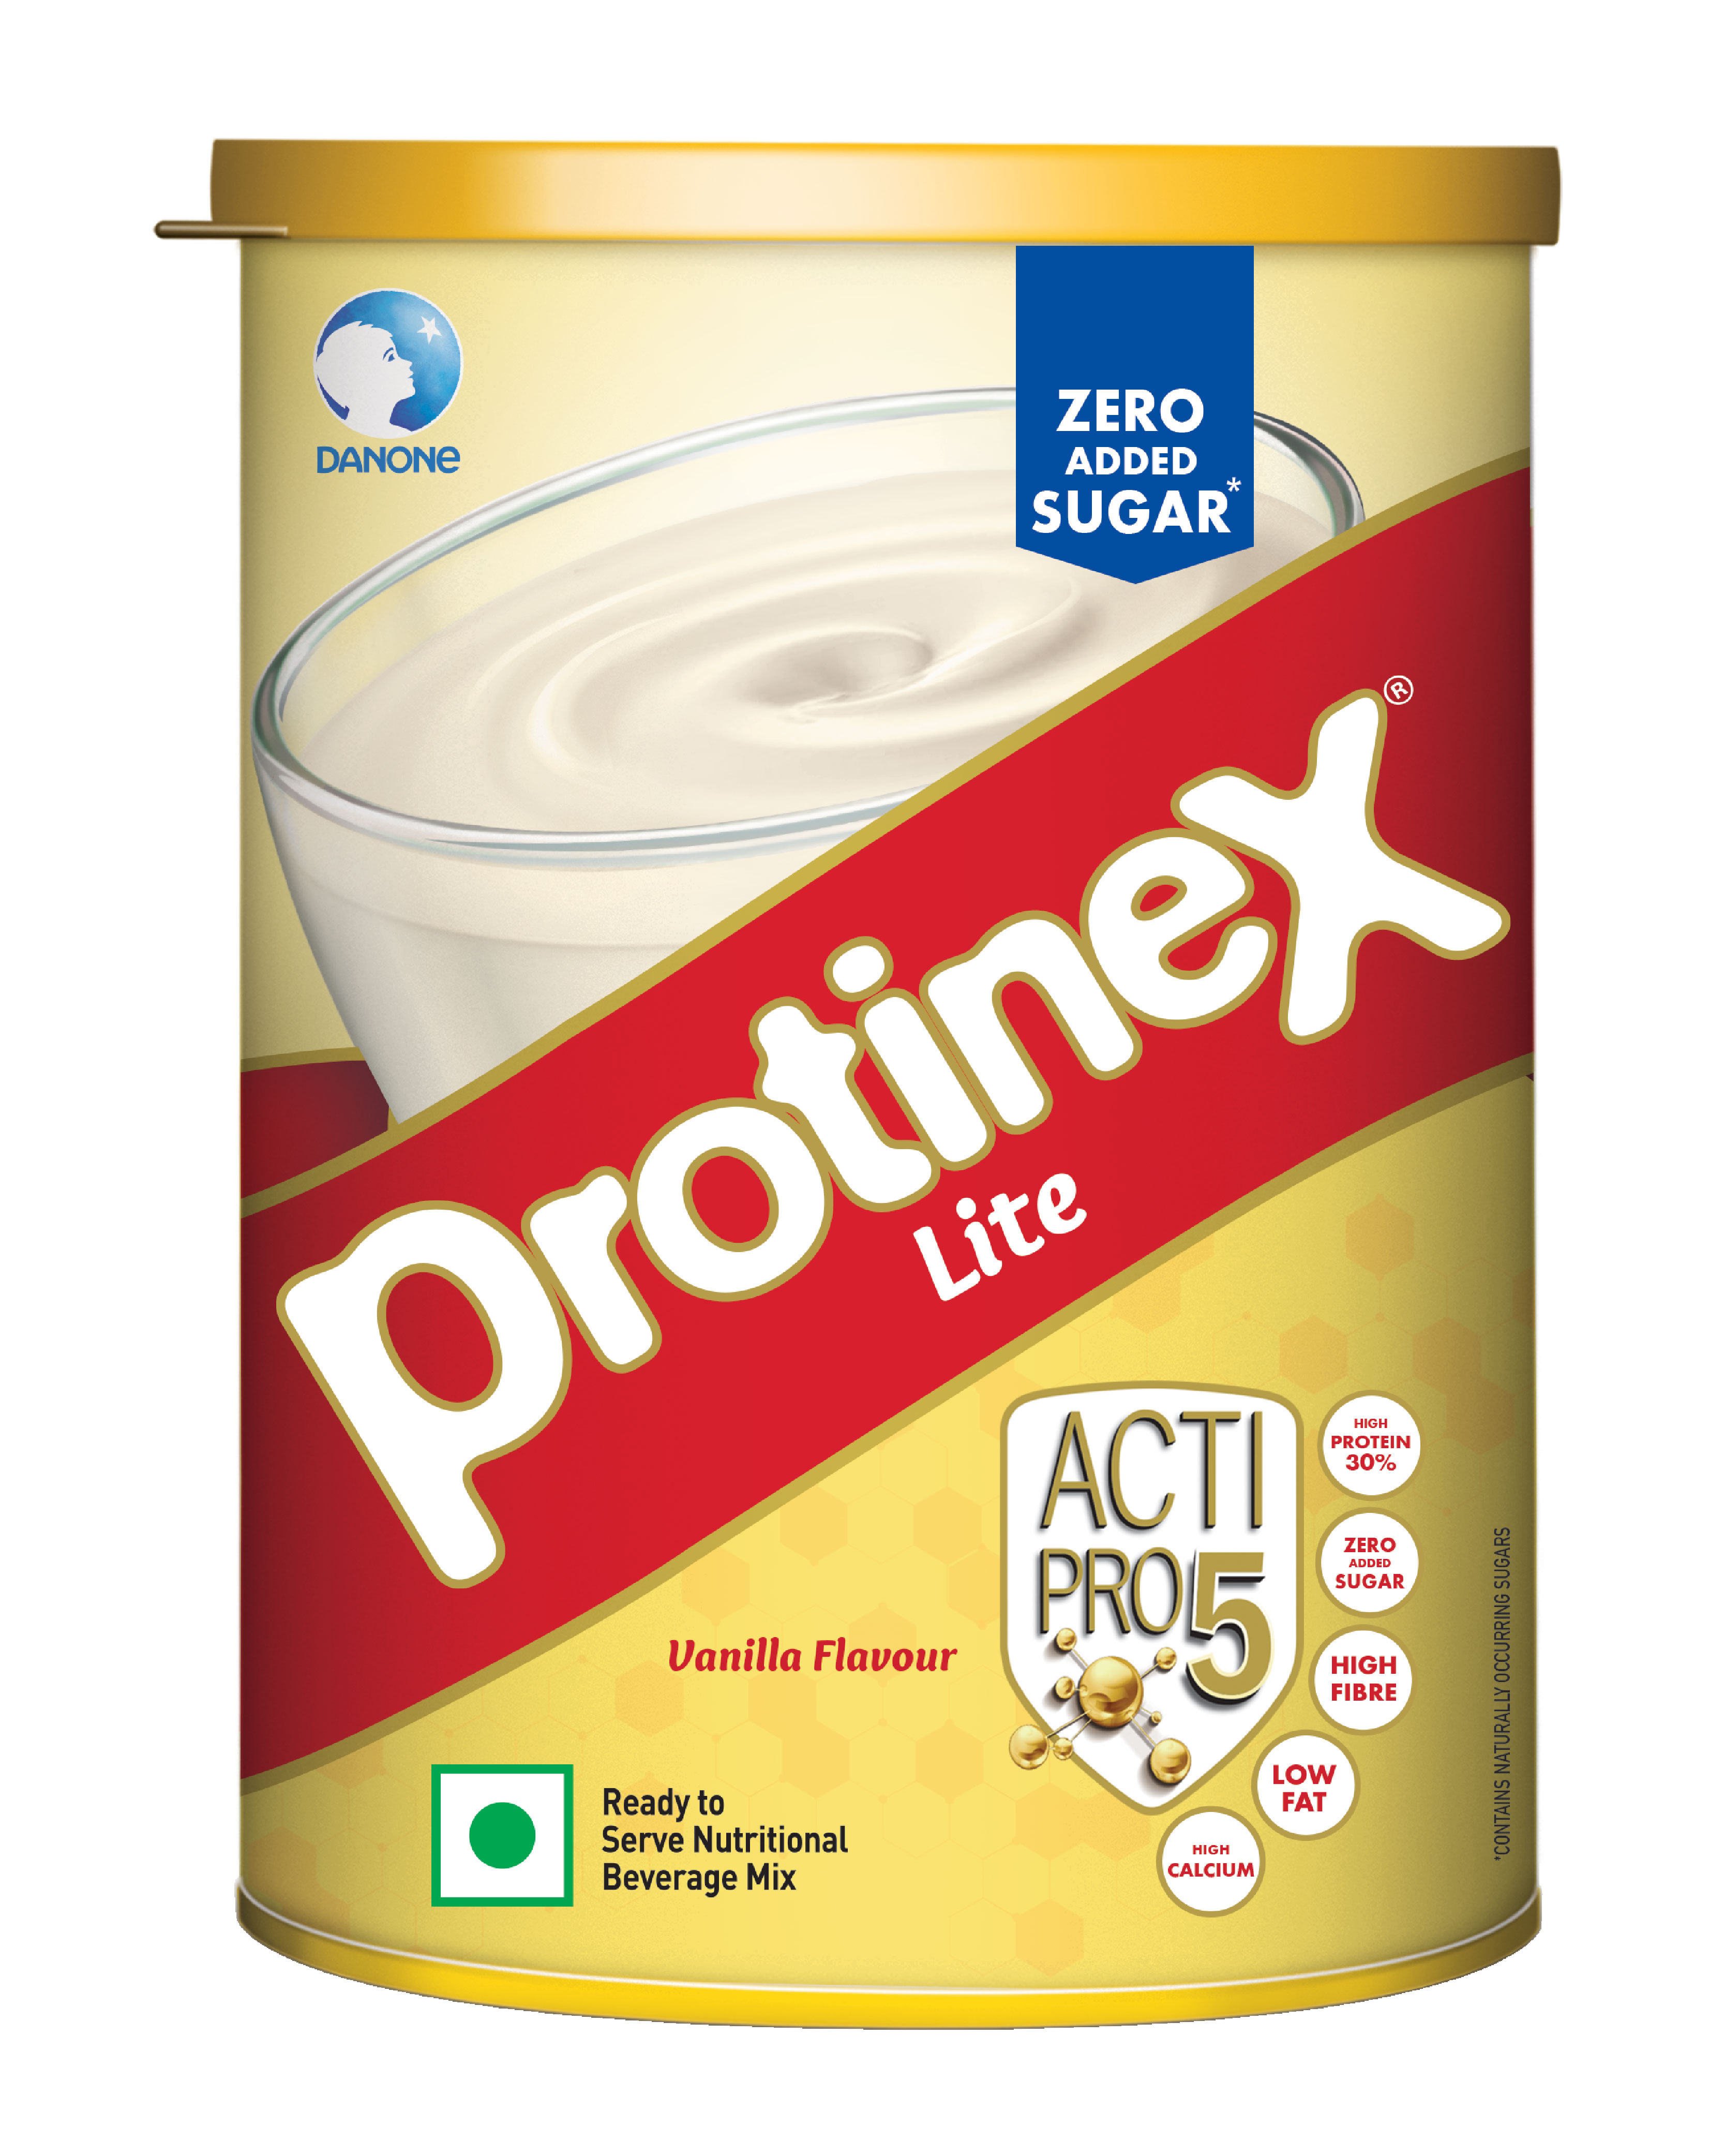 DANONE
ZERO
ADDED
SUGAR*
protinex®
Lite
ACTI
PRO5
HIGH
PROTEIN
30%
ZERO
ADDED
SUGAR
HIGH
FIBRE
LOW
FAT
HIGH
CALCIUM
Vanilla Flavour
Ready to
Serve Nutritional
Beverage Mix
*CONTAINS NATURALLY OCCURRING SUGARS